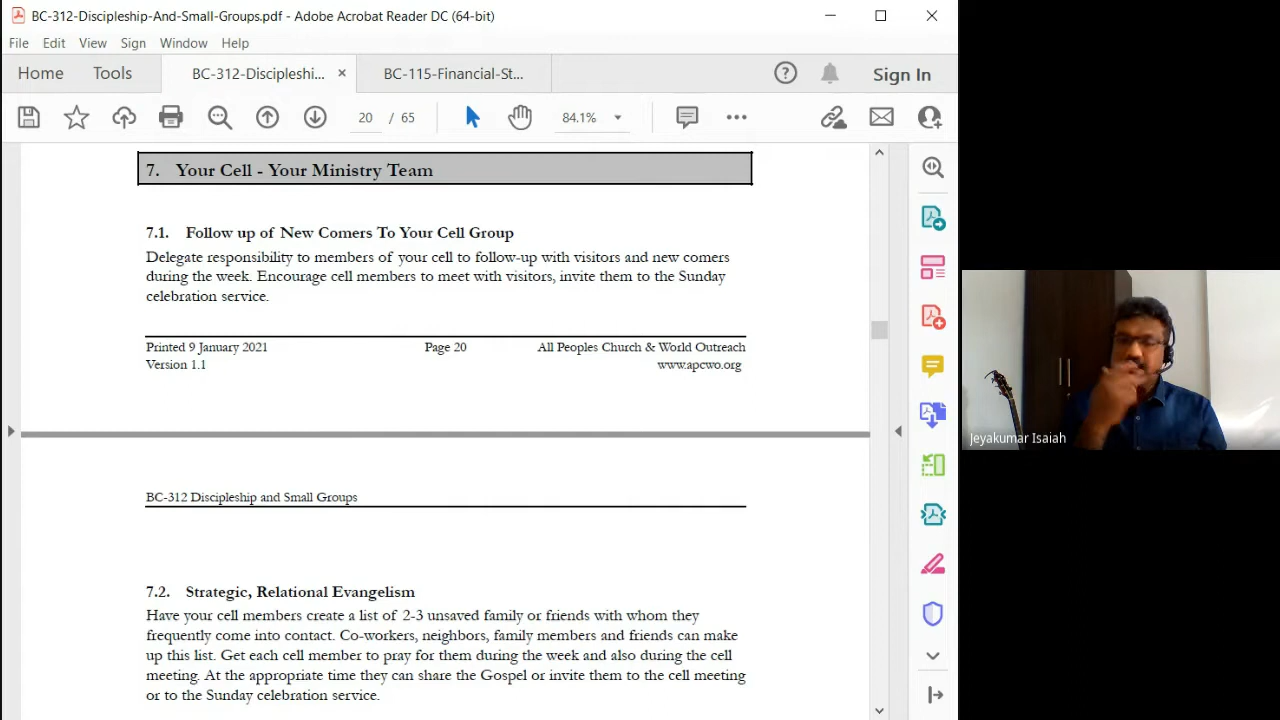 BC-312-Discipleship-And-Small-Groups.pdf - Adobe Acrobat Reader DC (64-bit)
File Edit View Sign Window Help
Home Tools BC-312-Discipleshi... × BC-115-Financial-St... ? Sign In
20 / 65 84.1%
7. Your Cell - Your Ministry Team
7.1. Follow up of New Comers To Your Cell Group
Delegate responsibility to members of your cell to follow-up with visitors and new comers
during the week. Encourage cell members to meet with visitors, invite them to the Sunday
celebration service.
Printed 9 January 2021 Page 20 All Peoples Church & World Outreach
Version 1.1 www.apcwo.org
Jeyakumar Isaiah
BC-312 Discipleship and Small Groups
7.2. Strategic, Relational Evangelism
Have your cell members create a list of 2-3 unsaved family or friends with whom they
frequently come into contact. Co-workers, neighbors, family members and friends can make
up this list. Get each cell member to pray for them during the week and also during the cell
meeting. At the appropriate time they can share the Gospel or invite them to the cell meeting
or to the Sunday celebration service.